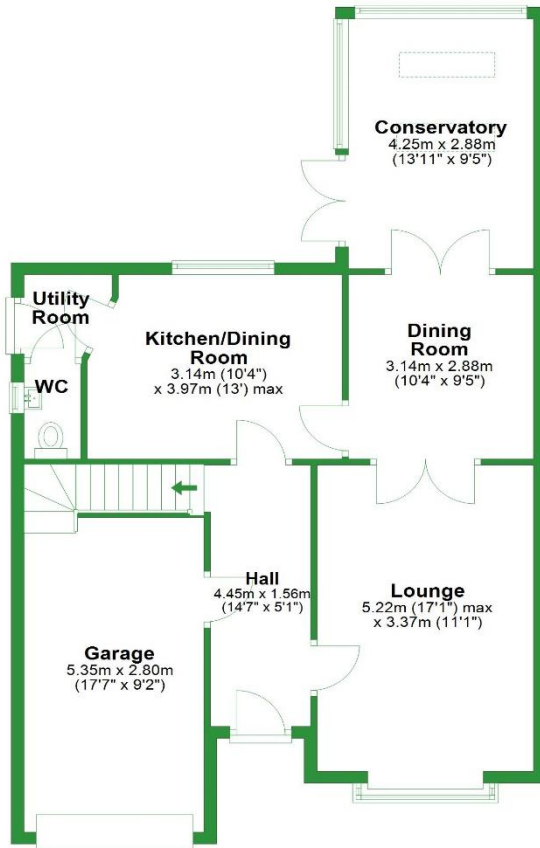 Conservatory
4.25m x 2.88m
(13'11" x 9'5")
Utility
Room
Kitchen/Dining
Room
3.14m (10'4")
x 3.97m (13') max
Dining
Room
3.14m x 2.88m
(10'4" x 9'5")
WC
Hall
4.45m x 1.56m
(14'7" x 5'1")
Lounge
5.22m (17'1") max
x 3.37m (11'1")
Garage
5.35m x 2.80m
(17'7" x 9'2")